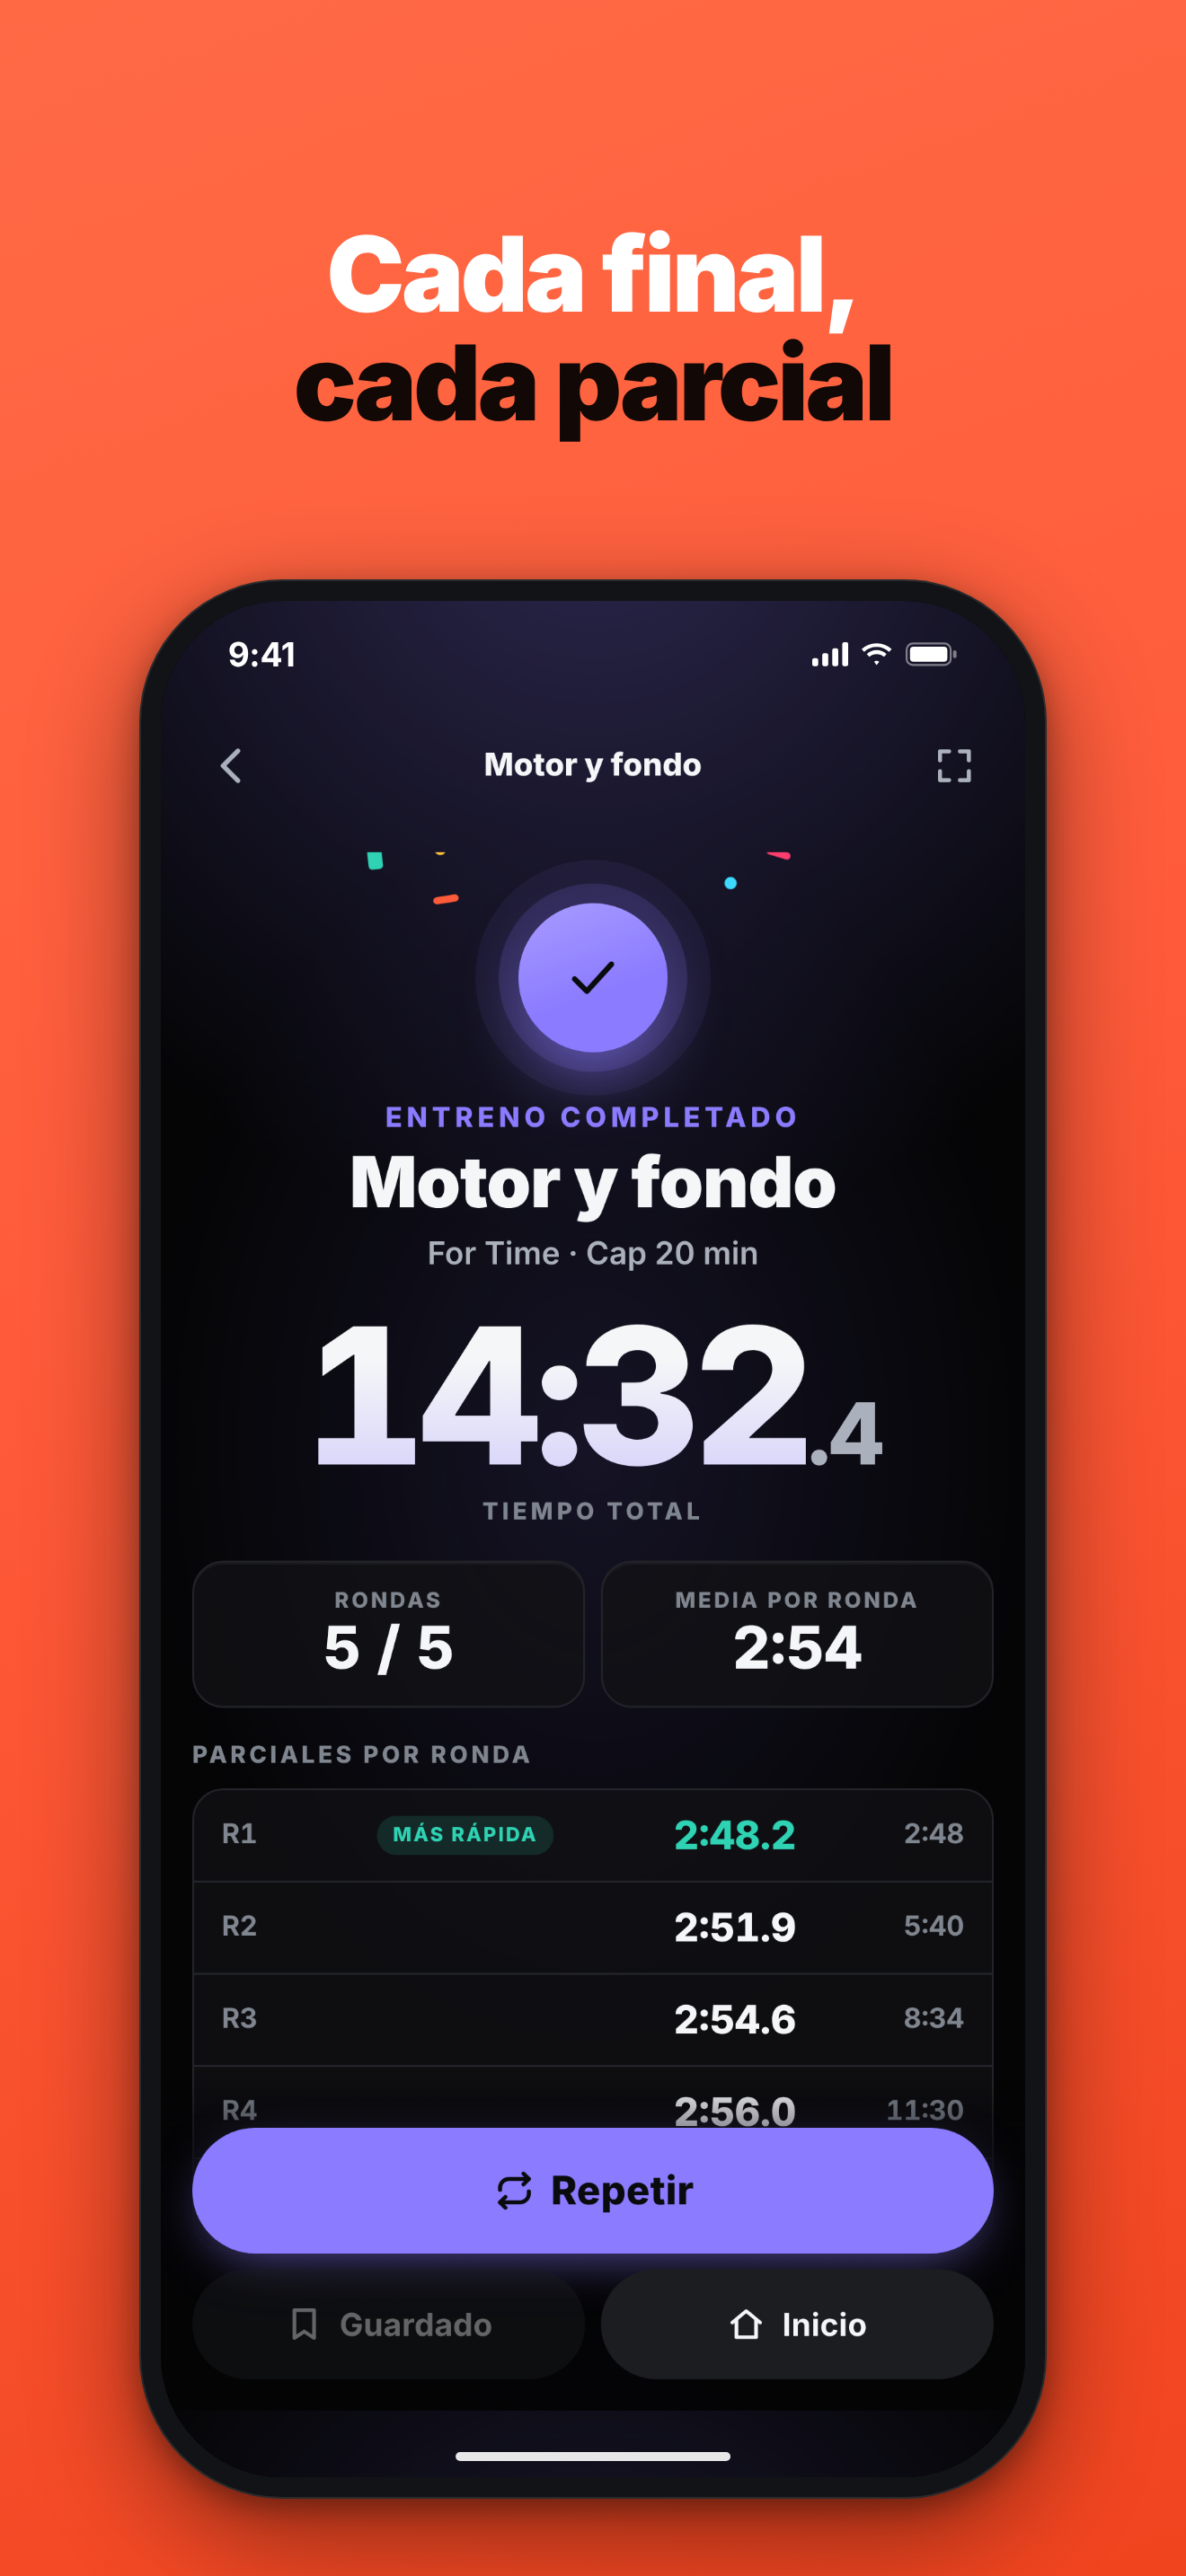 Cada final,
cada parcial
9:41
Motor y fondo
ENTRENO COMPLETADO
Motor y fondo
For Time · Cap 20 min
14:32.4
TIEMPO TOTAL
RONDAS
5 / 5
MEDIA POR RONDA
2:54
PARCIALES POR RONDA
R1 MÁS RÁPIDA 2:48.2 2:48
R2 2:51.9 5:40
R3 2:54.6 8:34
R4 2:56.0 11:30
Repetir
Guardado
Inicio